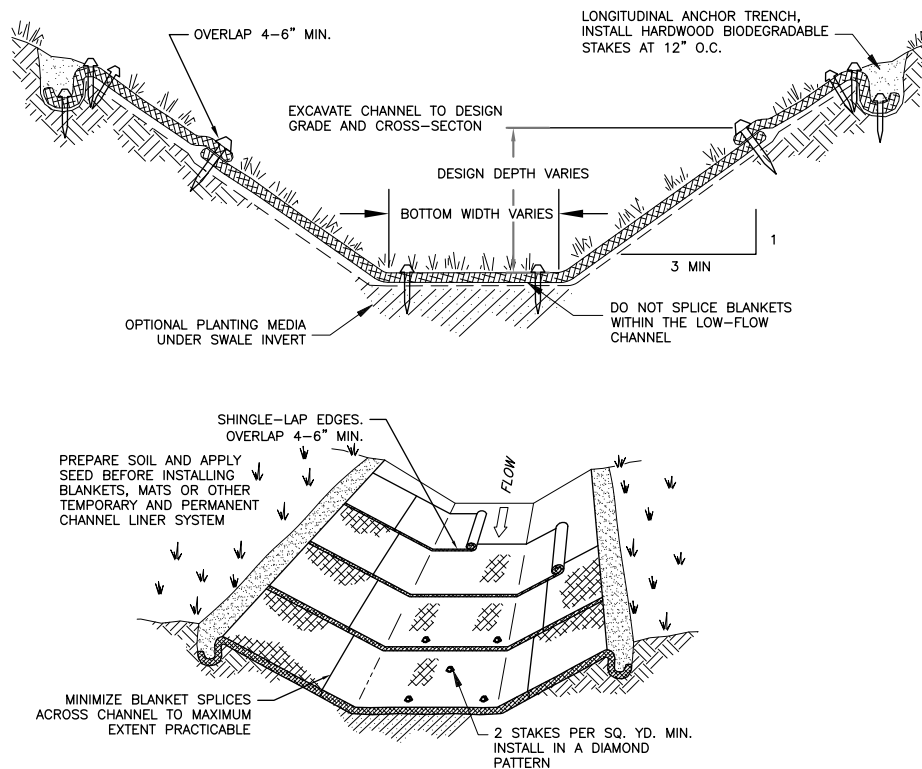 OVERLAP 4-6" MIN.
LONGITUDINAL ANCHOR TRENCH,
INSTALL HARDWOOD BIODEGRADABLE
STAKES AT 12" O.C.
EXCAVATE CHANNEL TO DESIGN
GRADE AND CROSS-SECTON
DESIGN DEPTH VARIES
BOTTOM WIDTH VARIES
1
3 MIN
OPTIONAL PLANTING MEDIA
UNDER SWALE INVERT
DO NOT SPLICE BLANKETS
WITHIN THE LOW-FLOW
CHANNEL
SHINGLE-LAP EDGES.
OVERLAP 4-6" MIN.
FLOW
PREPARE SOIL AND APPLY
SEED BEFORE INSTALLING
BLANKETS, MATS OR OTHER
TEMPORARY AND PERMANENT
CHANNEL LINER SYSTEM
MINIMIZE BLANKET SPLICES
ACROSS CHANNEL TO MAXIMUM
EXTENT PRACTICABLE
2 STAKES PER SQ. YD. MIN.
INSTALL IN A DIAMOND
PATTERN